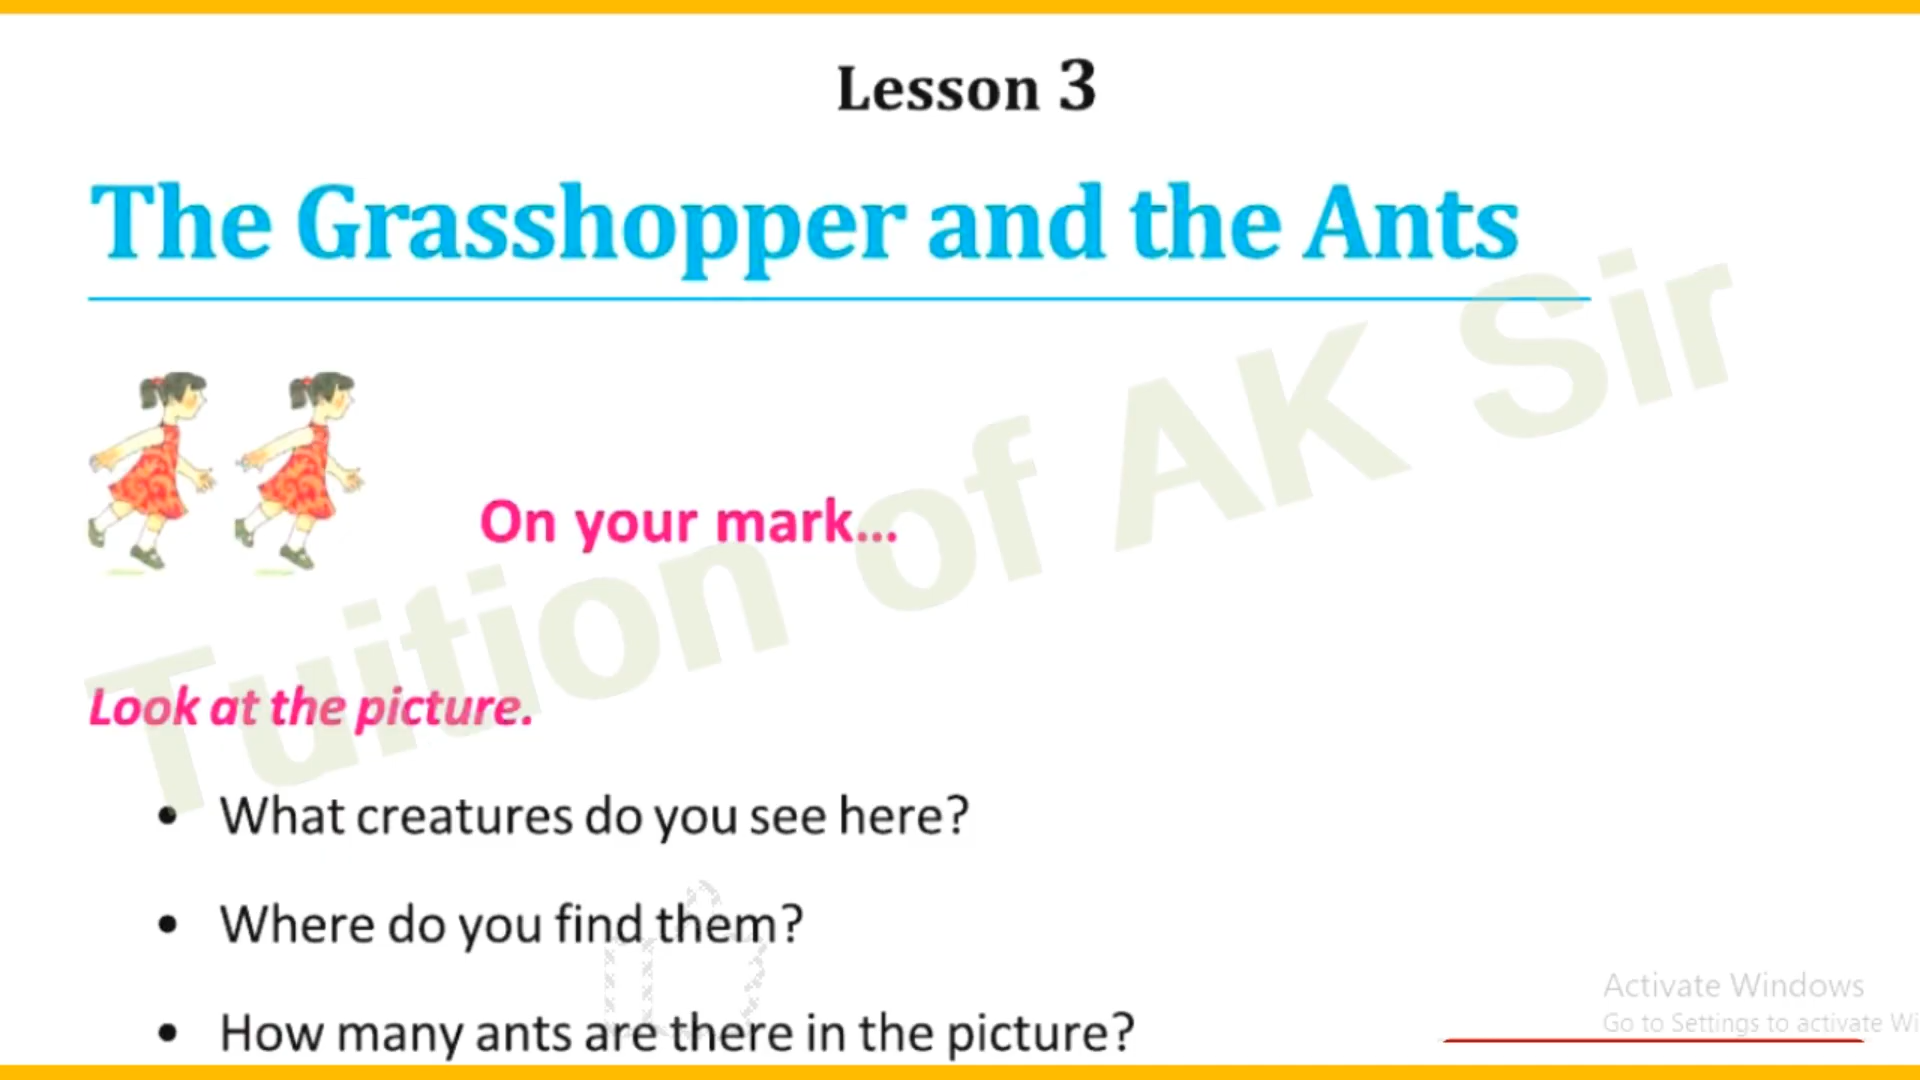 Lesson 3
The Grasshopper and the Ants
On your mark...
Look at the picture.
• What creatures do you see here?
• Where do you find them?
• How many ants are there in the picture?
Tuition of AK Sir
Activate Windows
Go to Settings to activate Wi